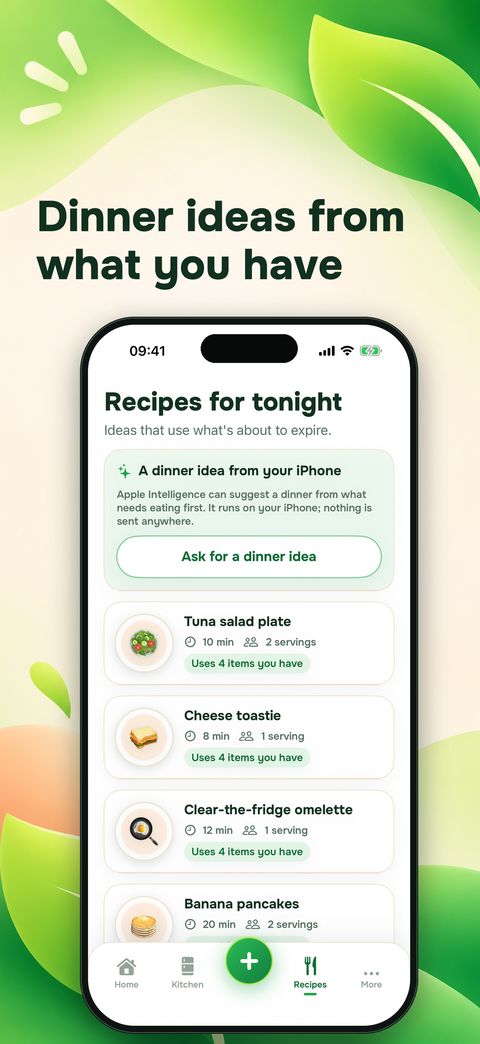 Dinner ideas from
what you have
09:41
Recipes for tonight
Ideas that use what's about to expire.
A dinner idea from your iPhone
Apple Intelligence can suggest a dinner from what
needs eating first. It runs on your iPhone; nothing is
sent anywhere.
Ask for a dinner idea
Tuna salad plate
10 min 2 servings
Uses 4 items you have
Cheese toastie
8 min 1 serving
Uses 4 items you have
Clear-the-fridge omelette
12 min 1 serving
Uses 4 items you have
Banana pancakes
20 min 2 servings
Home Kitchen Recipes More